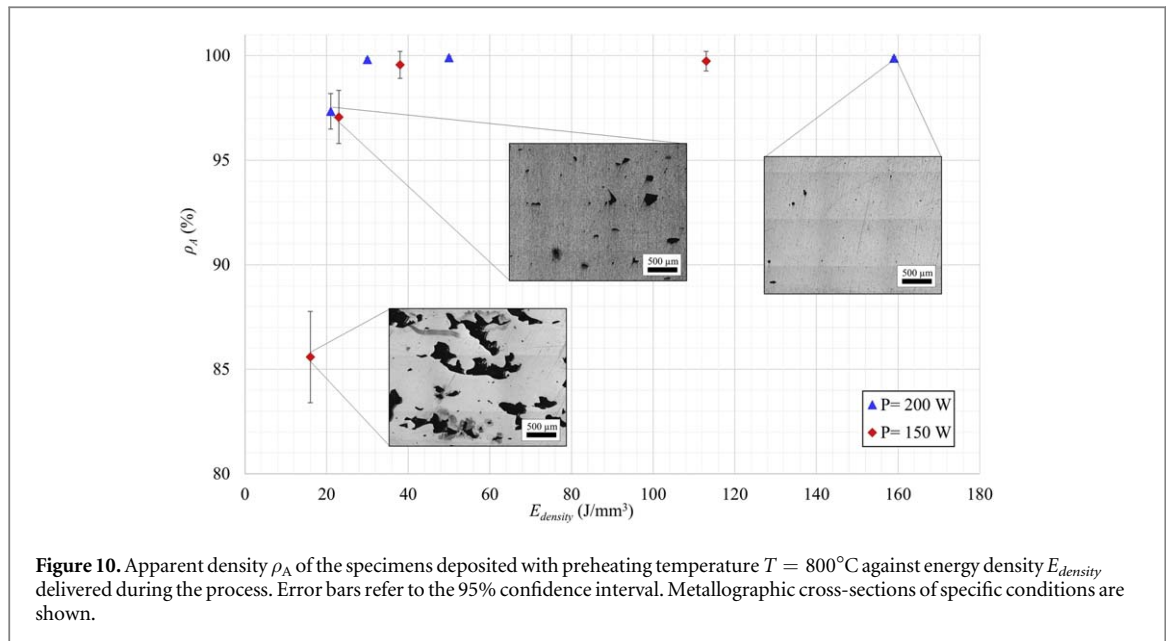 100
95
90
85
80
ρA (%)
500 µm
500 µm
500 µm
P= 200 W
P= 150 W
0 20 40 60 80 100 120 140 160 180
Edensity (J/mm³)
Figure 10. Apparent density ρA of the specimens deposited with preheating temperature T = 800°C against energy density Edensity
delivered during the process. Error bars refer to the 95% confidence interval. Metallographic cross-sections of specific conditions are
shown.